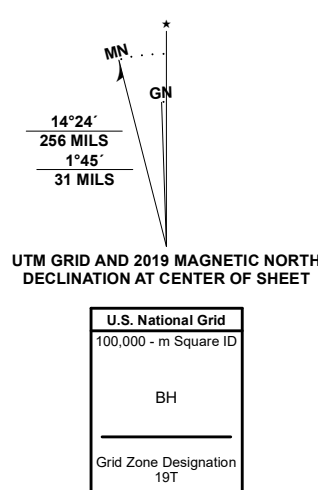 ★
MN
GN
14°24´
256 MILS
1°45´
31 MILS
UTM GRID AND 2019 MAGNETIC NORTH
DECLINATION AT CENTER OF SHEET
U.S. National Grid
100,000 - m Square ID
BH
Grid Zone Designation
19T